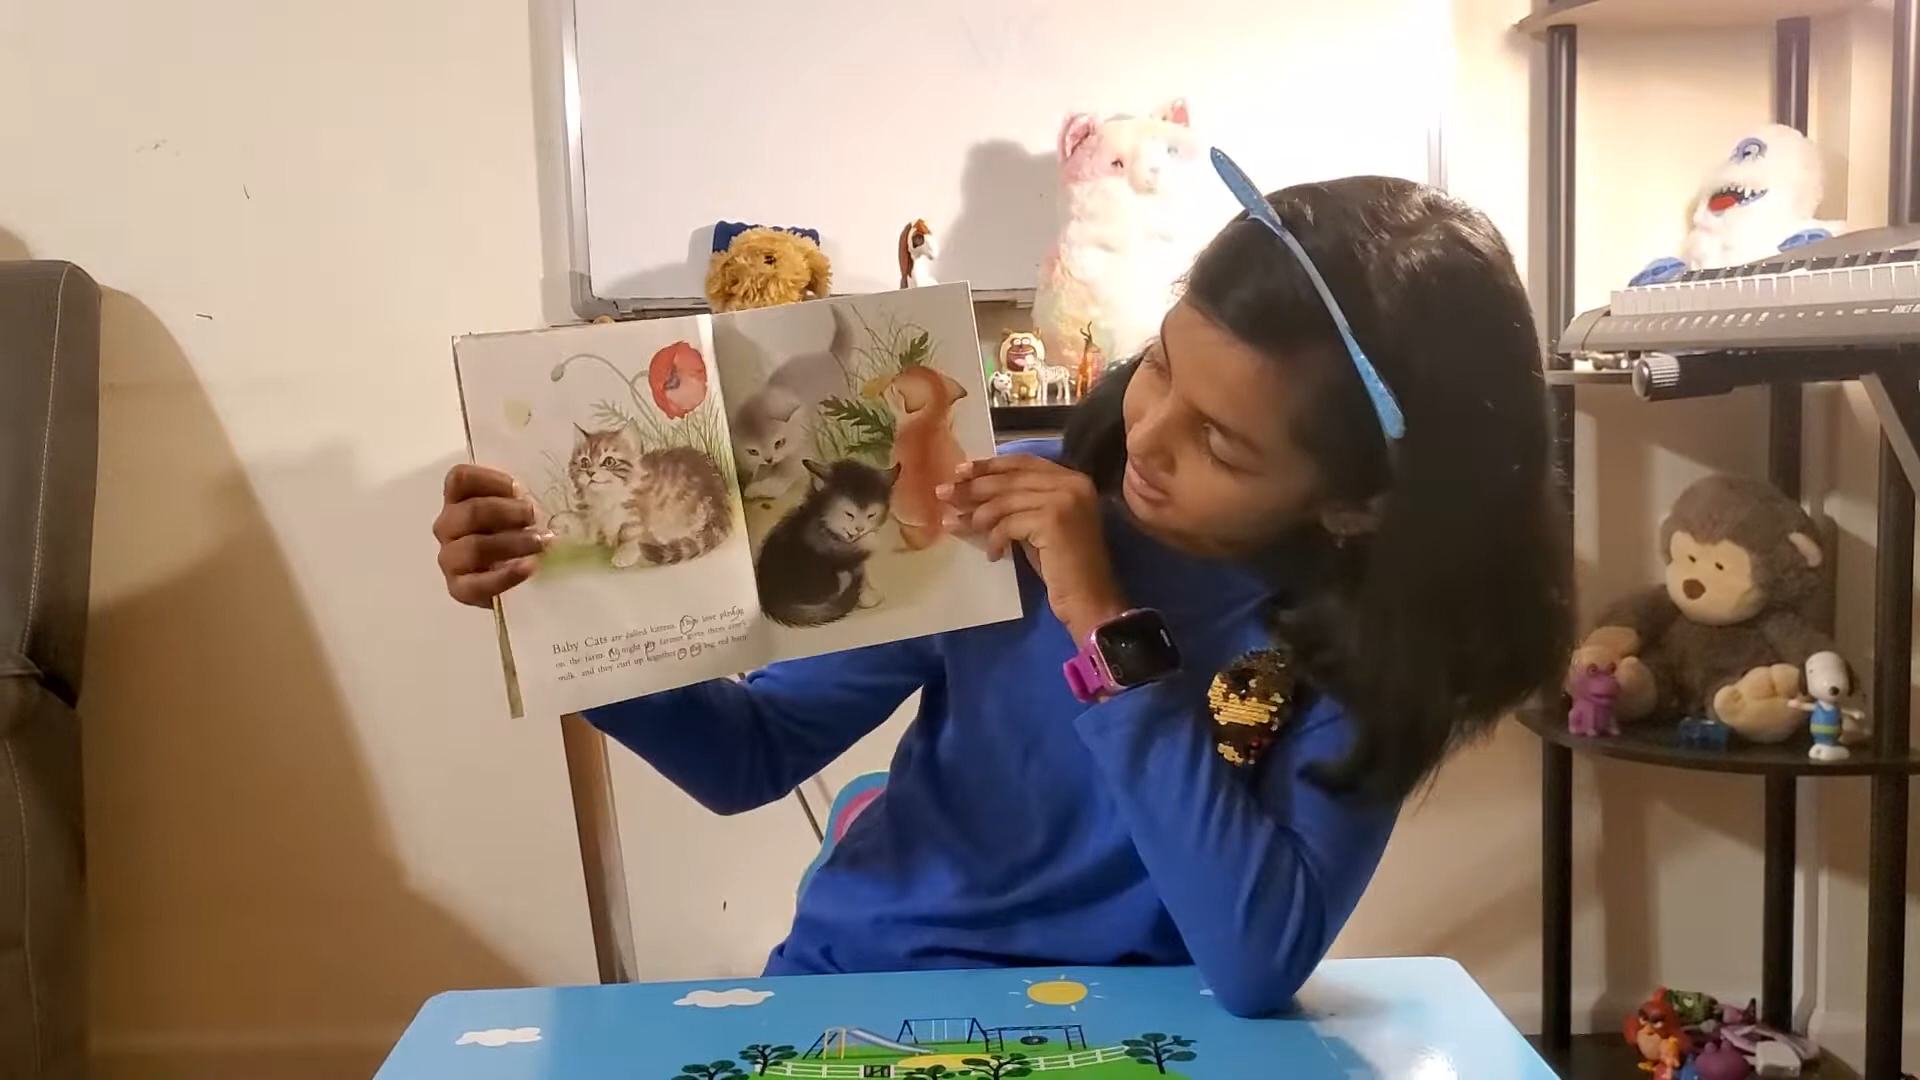 Baby Cats are called kittens. They love playing
on the farm. At night the farmer gives them cow's
milk, and they curl up together in the big red barn.